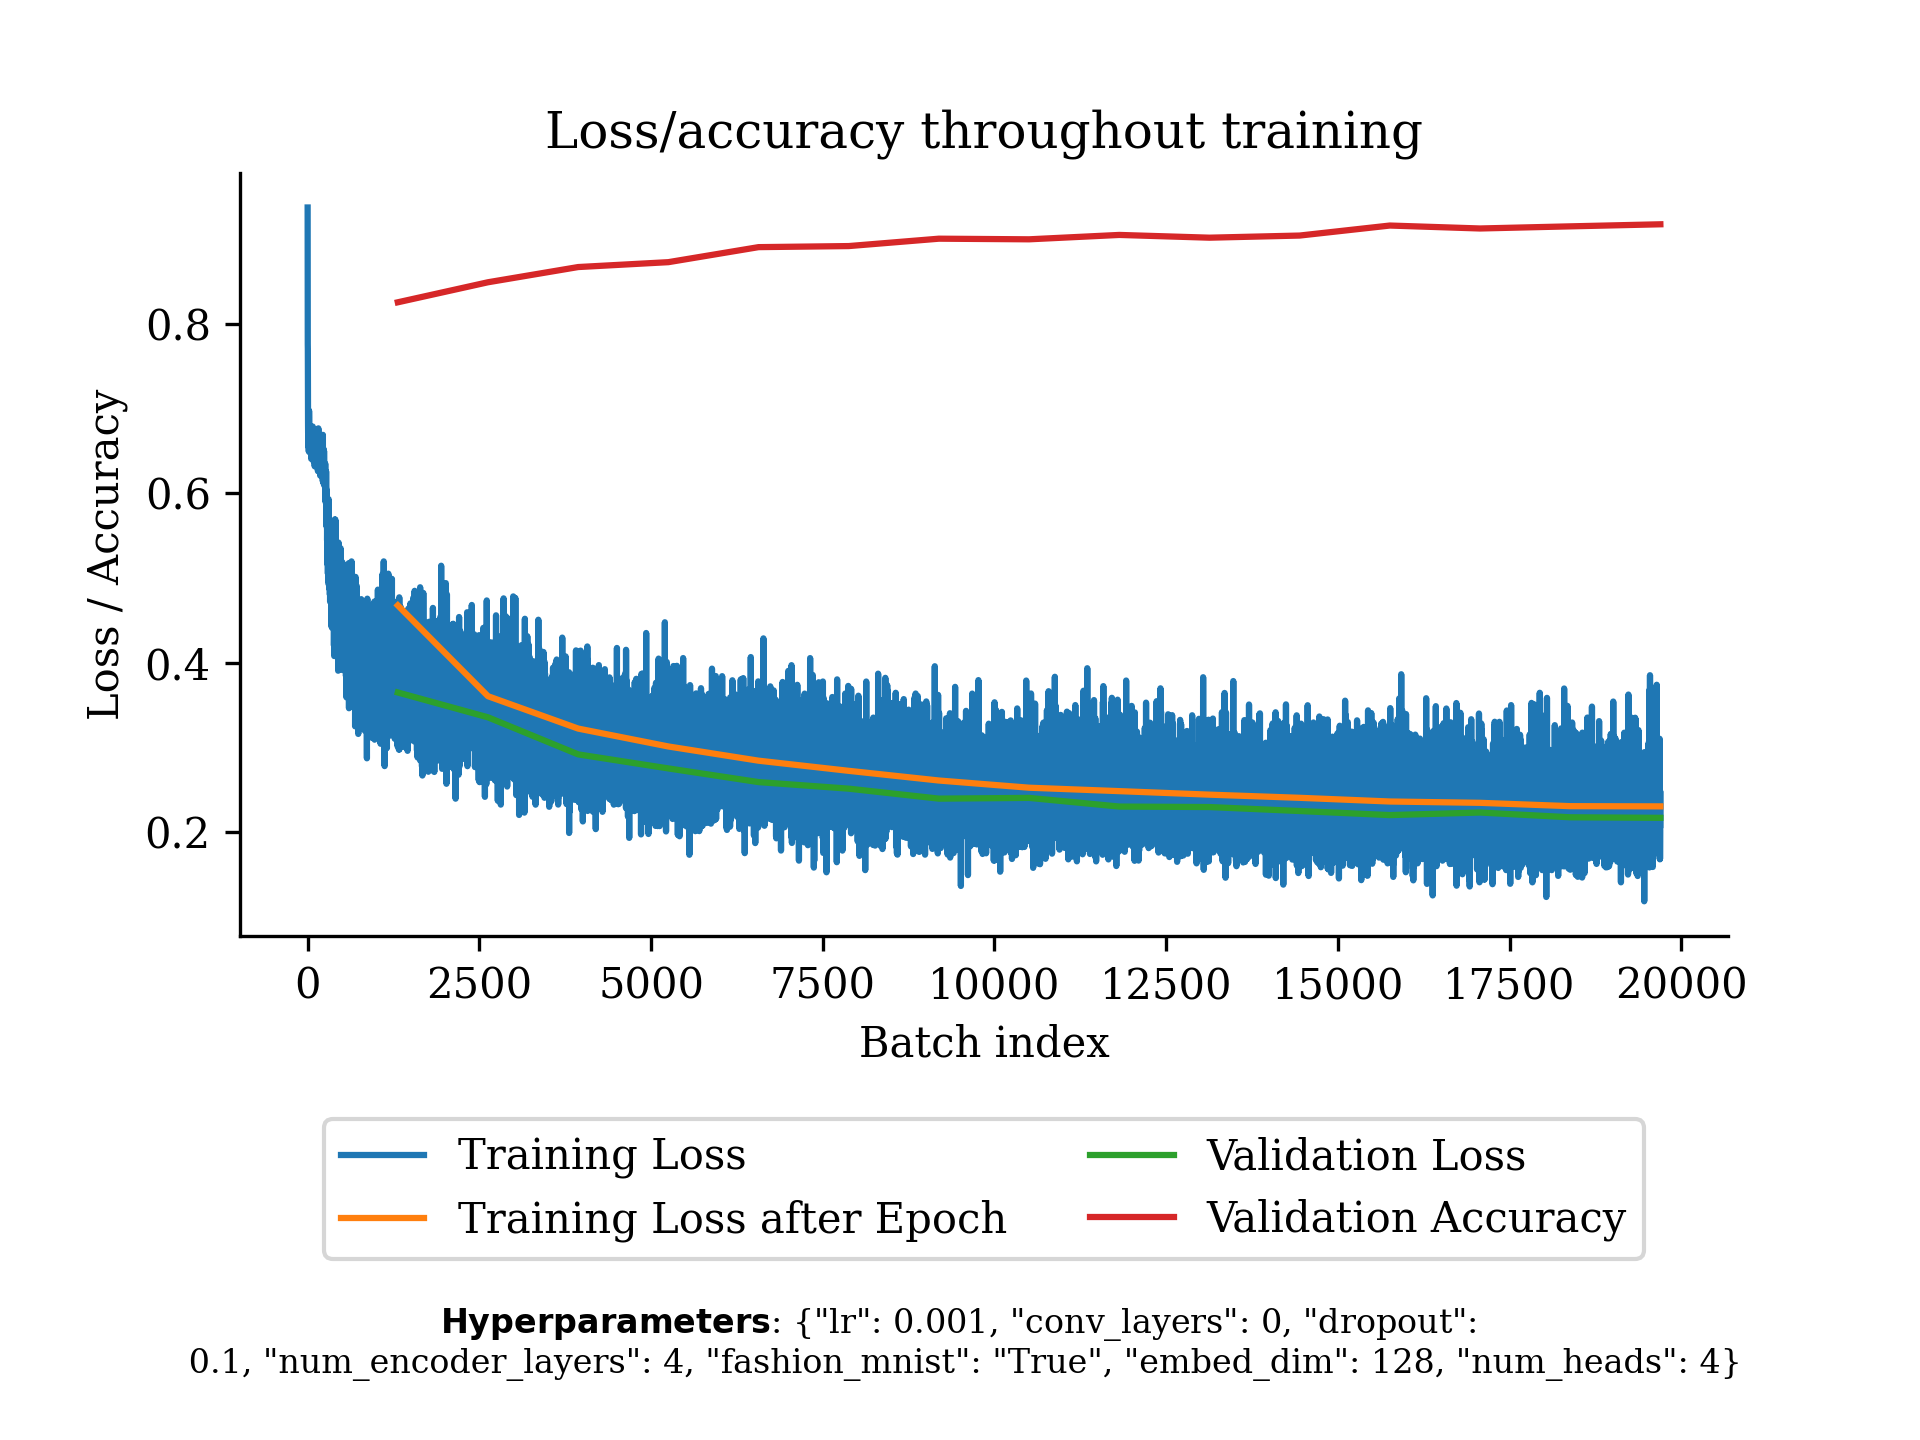 Loss/accuracy throughout training
Loss / Accuracy
0.8
0.6
0.4
0.2
0 2500 5000 7500 10000 12500 15000 17500 20000
Batch index
Training Loss
Training Loss after Epoch
Validation Loss
Validation Accuracy
Hyperparameters: {"lr": 0.001, "conv_layers": 0, "dropout":
0.1, "num_encoder_layers": 4, "fashion_mnist": "True", "embed_dim": 128, "num_heads": 4}